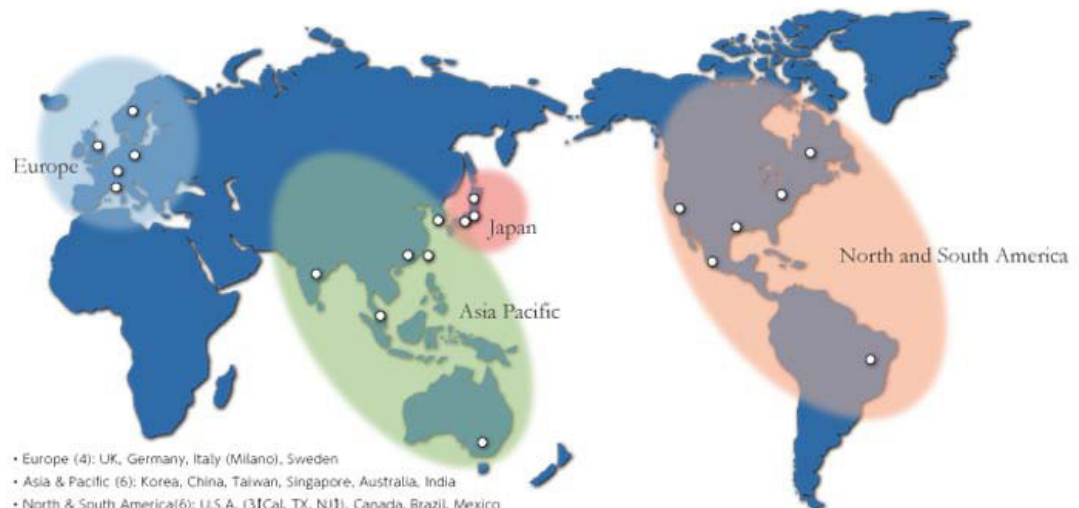 Europe
Japan
North and South America
Asia Pacific
• Europe (4): UK, Germany, Italy (Milano), Sweden
• Asia & Pacific (6): Korea, China, Taiwan, Singapore, Australia, India
• North & South America(6): U.S.A. (3【Cal, TX, NJ】), Canada, Brazil, Mexico